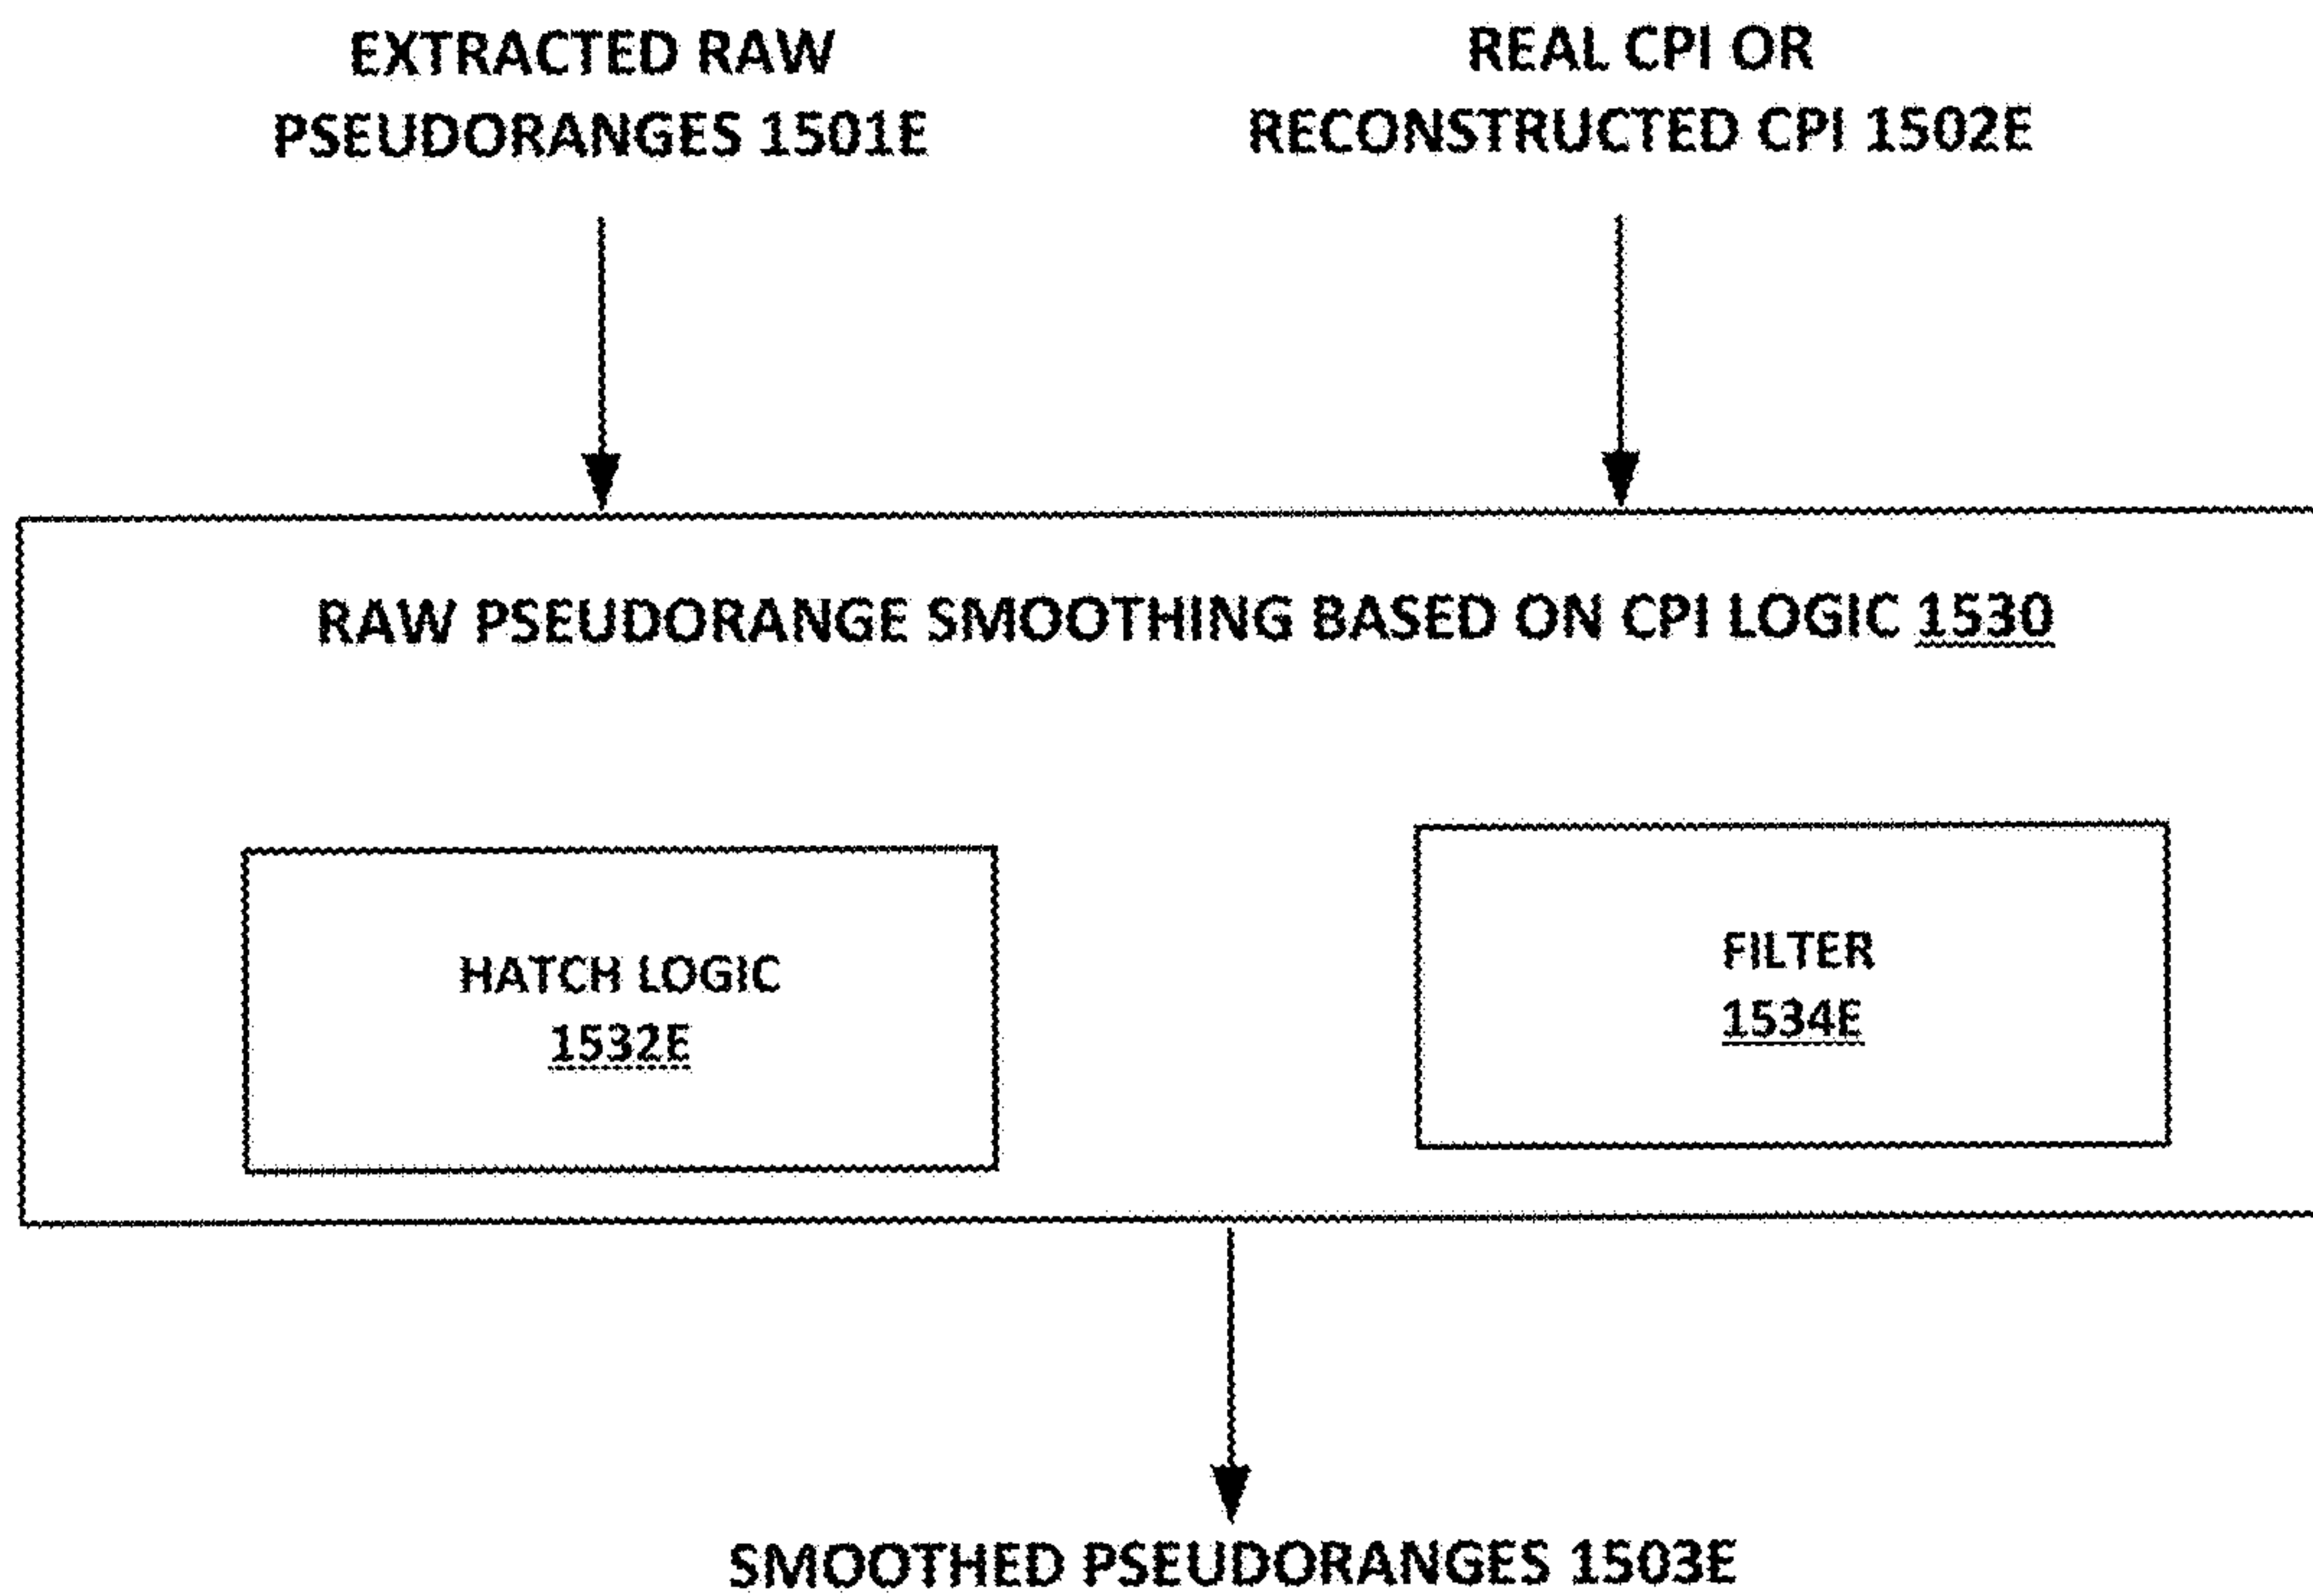 EXTRACTED RAW
PSEUDORANGES 1501E
REAL CPI OR
RECONSTRUCTED CPI 1502E
RAW PSEUDORANGE SMOOTHING BASED ON CPI LOGIC 1530
HATCH LOGIC
1532E
FILTER
1534E
SMOOTHED PSEUDORANGES 1503E